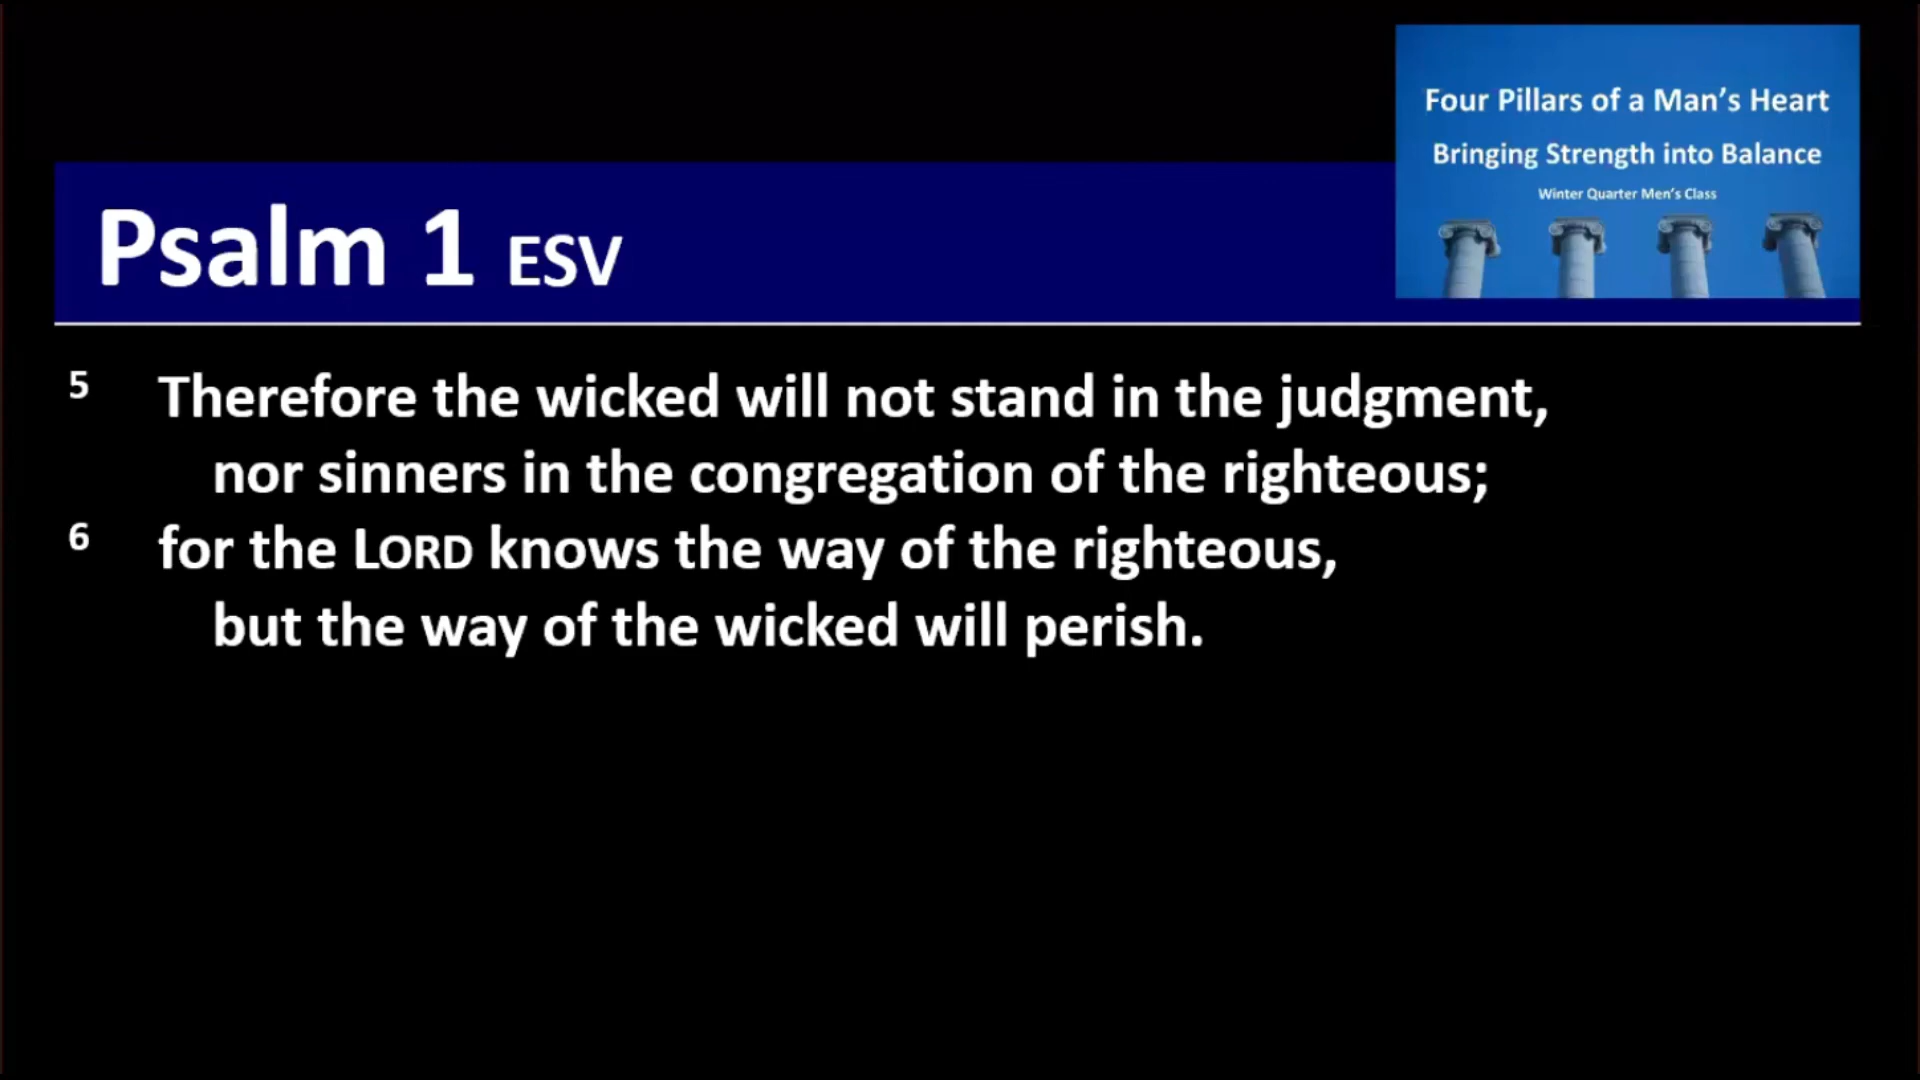 Four Pillars of a Man's Heart
Bringing Strength into Balance
Winter Quarter Men's Class
Psalm 1 ESV
5 Therefore the wicked will not stand in the judgment,
nor sinners in the congregation of the righteous;
6 for the LORD knows the way of the righteous,
but the way of the wicked will perish.